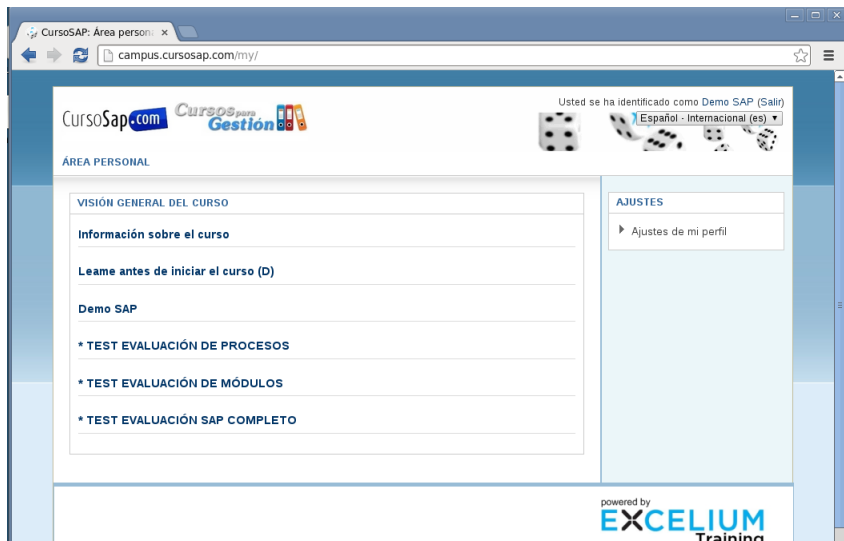 CursoSAP: Área person
campus.cursosap.com/my/
CursoSap.com
Cursos para
Gestión
Usted se ha identificado como Demo SAP (Salir)
Español - Internacional (es)
ÁREA PERSONAL
VISIÓN GENERAL DEL CURSO
Información sobre el curso
Leame antes de iniciar el curso (D)
Demo SAP
* TEST EVALUACIÓN DE PROCESOS
* TEST EVALUACIÓN DE MÓDULOS
* TEST EVALUACIÓN SAP COMPLETO
AJUSTES
Ajustes de mi perfil
powered by
EXCELIUM
Training